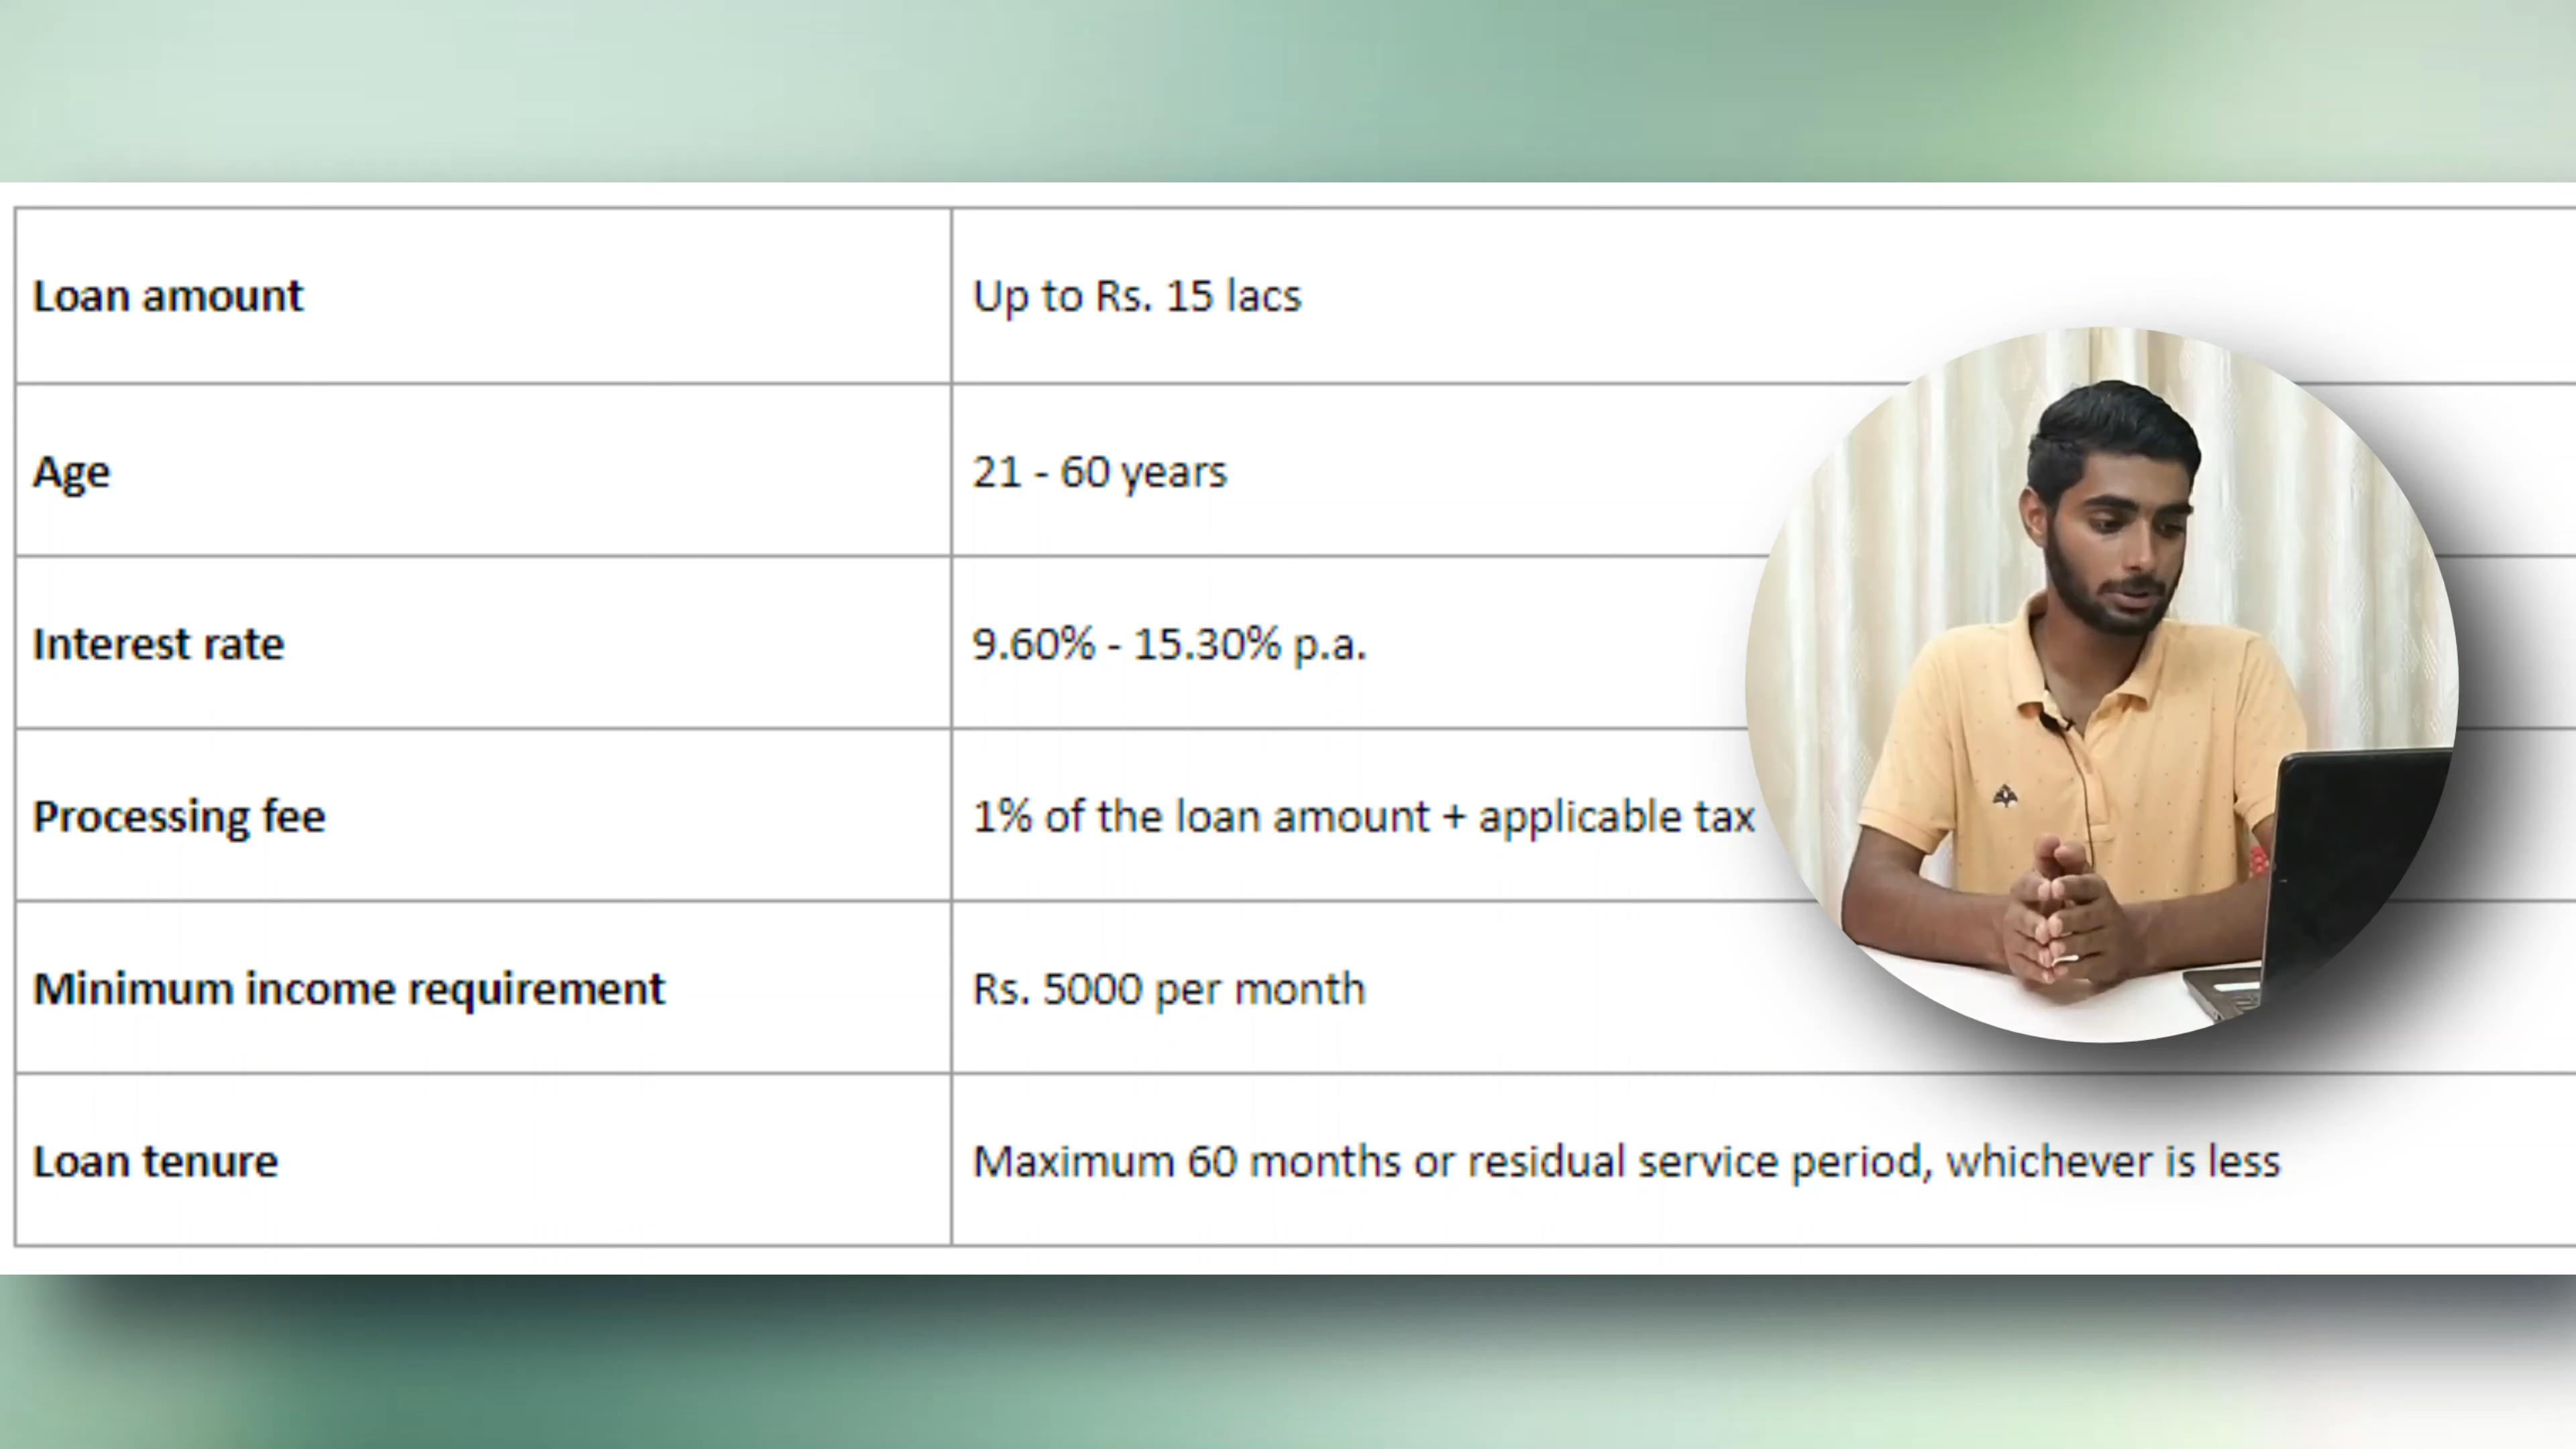 Loan amount
Up to Rs. 15 lacs
Age
21 - 60 years
Interest rate
9.60% - 15.30% p.a.
Processing fee
1% of the loan amount + applicable tax
Minimum income requirement
Rs. 5000 per month
Loan tenure
Maximum 60 months or residual service period, whichever is less